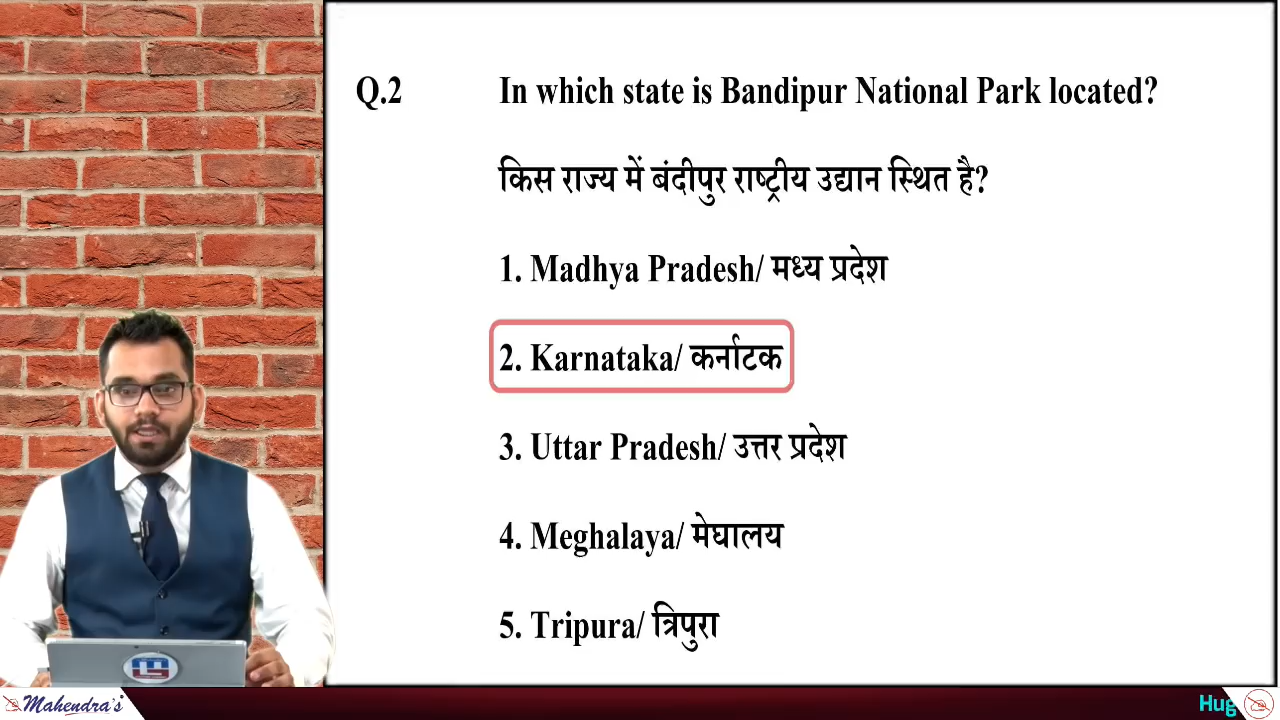 Q.2 In which state is Bandipur National Park located?
किस राज्य में बंदीपुर राष्ट्रीय उद्यान स्थित है?
1. Madhya Pradesh/ मध्य प्रदेश
2. Karnataka/ कर्नाटक
3. Uttar Pradesh/ उत्तर प्रदेश
4. Meghalaya/ मेघालय
5. Tripura/ त्रिपुरा
Mahendra's
Hug